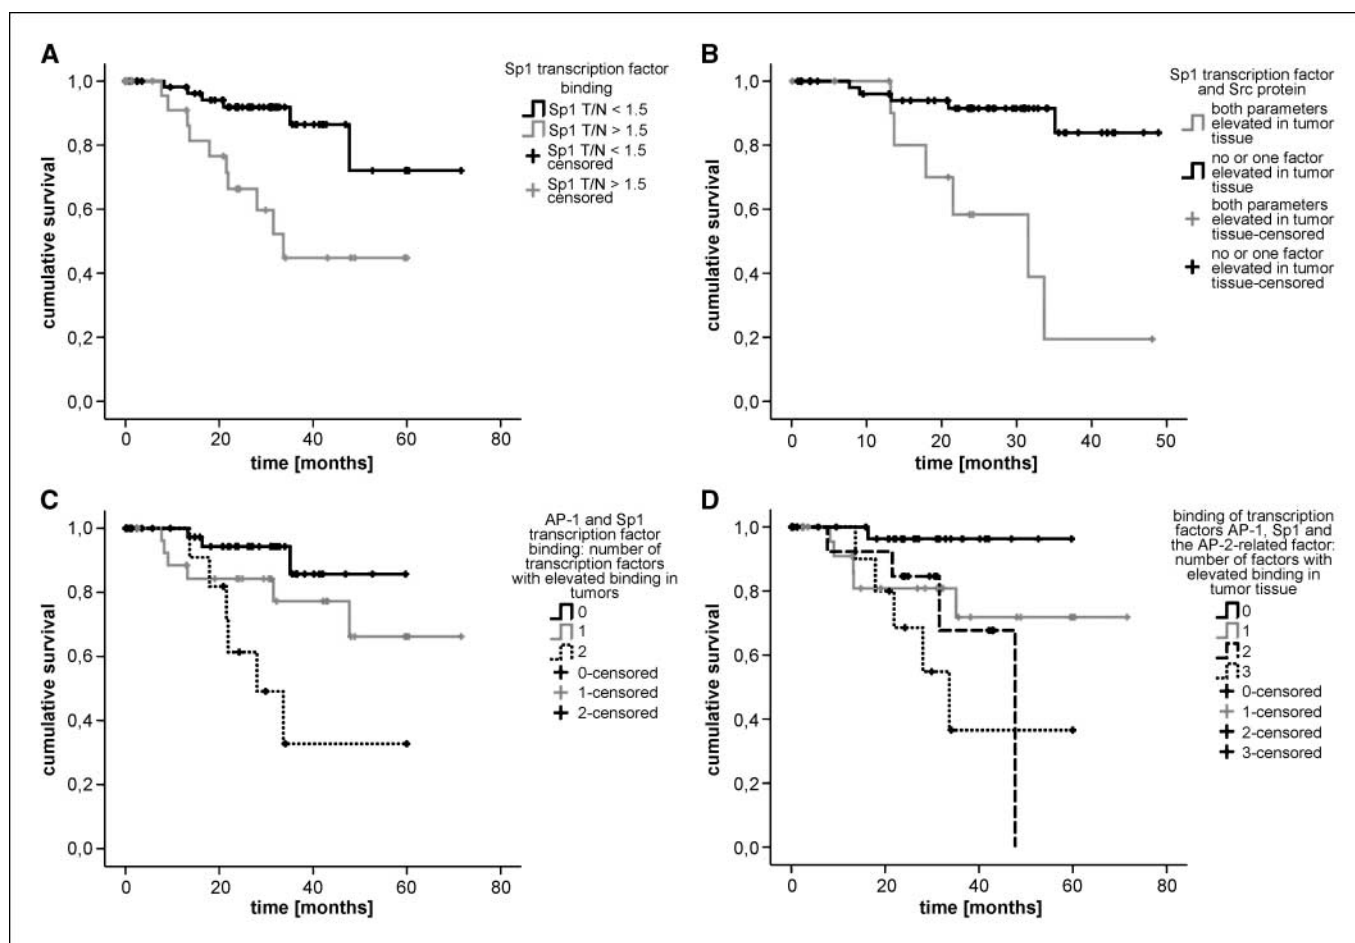 A
Sp1 transcription factor
binding
Sp1 T/N < 1.5
Sp1 T/N > 1.5
Sp1 T/N < 1.5
censored
Sp1 T/N > 1.5
censored
cumulative survival
1,0
0,8
0,6
0,4
0,2
0,0
0 20 40 60 80
time [months]
B
Sp1 transcription factor
and Src protein
both parameters
elevated in tumor
tissue
no or one factor
elevated in tumor
tissue
both parameters
elevated in tumor
tissue-censored
no or one factor
elevated in tumor
tissue-censored
cumulative survival
1,0
0,8
0,6
0,4
0,2
0,0
0 10 20 30 40 50
time [months]
C
AP-1 and Sp1
transcription factor
binding: number of
transcription factors
with elevated binding in
tumors
0
1
2
0-censored
1-censored
2-censored
cumulative survival
1,0
0,8
0,6
0,4
0,2
0,0
0 20 40 60 80
time [months]
D
binding of transcription
factors AP-1, Sp1 and
the AP-2-related factor:
number of factors with
elevated binding in
tumor tissue
0
1
2
3
0-censored
1-censored
2-censored
3-censored
cumulative survival
1,0
0,8
0,6
0,4
0,2
0,0
0 20 40 60 80
time [months]